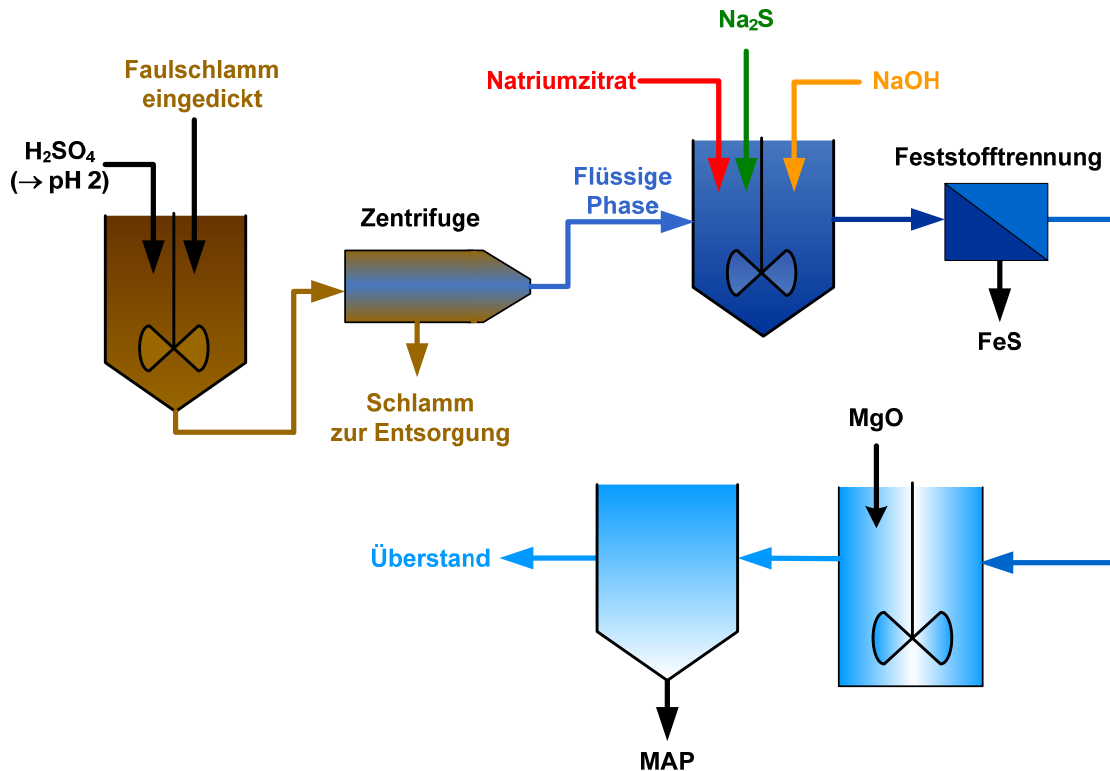 Na₂S
Faulschlamm
eingedickt
Natriumzitrat
NaOH
H₂SO₄
(→ pH 2)
Feststofftrennung
Flüssige
Phase
Zentrifuge
FeS
Schlamm
zur Entsorgung
MgO
Überstand
MAP